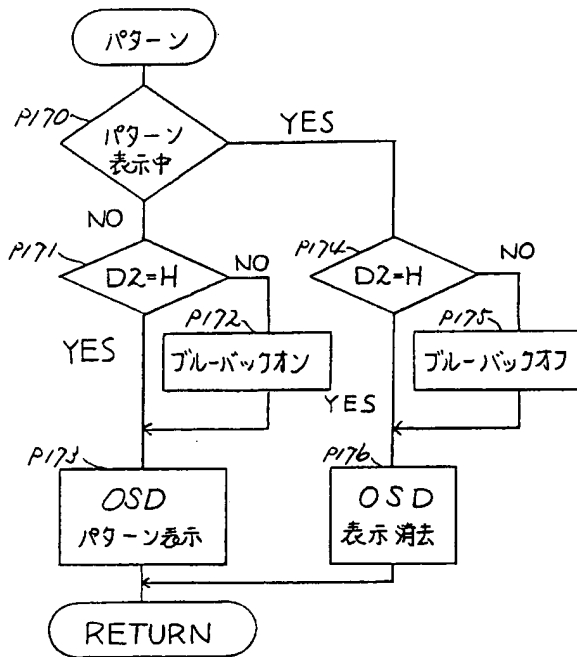 パターン
P170
パターン
表示中
YES
NO
P171
D2=H
NO
P172
ブルーバックオン
YES
P173
OSD
パターン表示
P174
D2=H
NO
P175
ブルーバックオフ
YES
P176
OSD
表示消去
RETURN